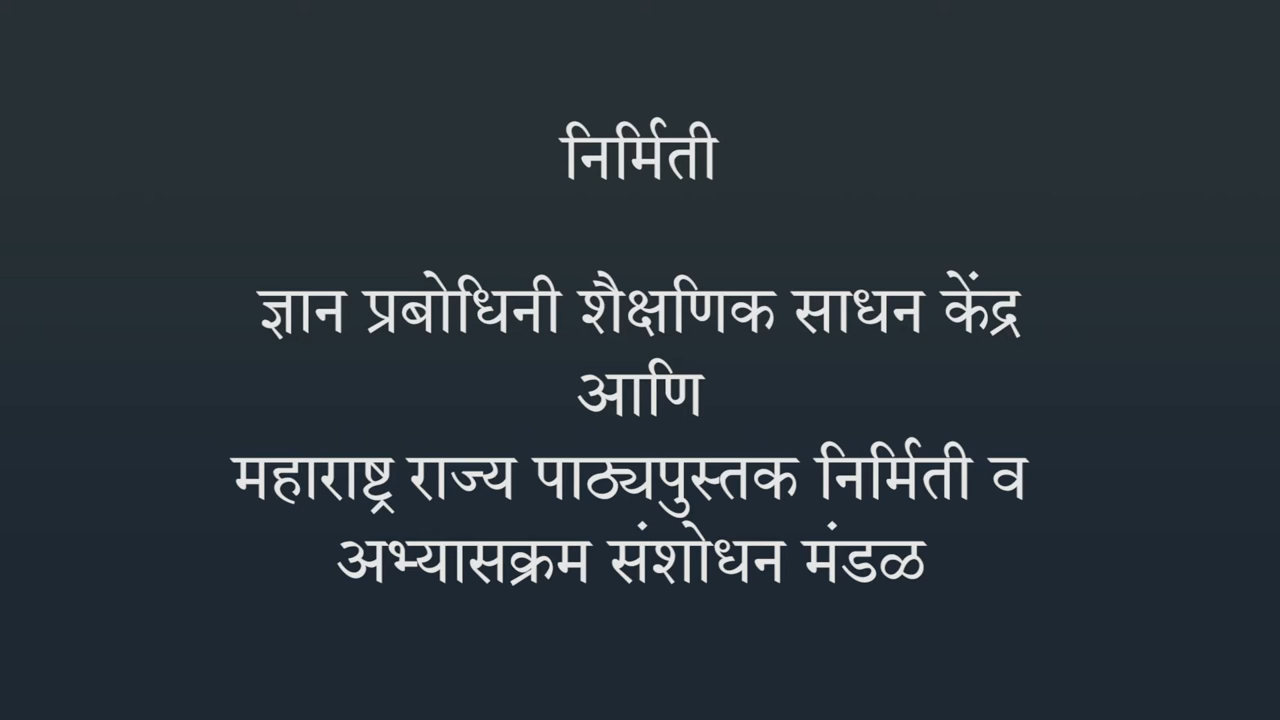 निर्मिती
ज्ञान प्रबोधिनी शैक्षणिक साधन केंद्र
आणि
महाराष्ट्र राज्य पाठ्यपुस्तक निर्मिती व
अभ्यासक्रम संशोधन मंडळ